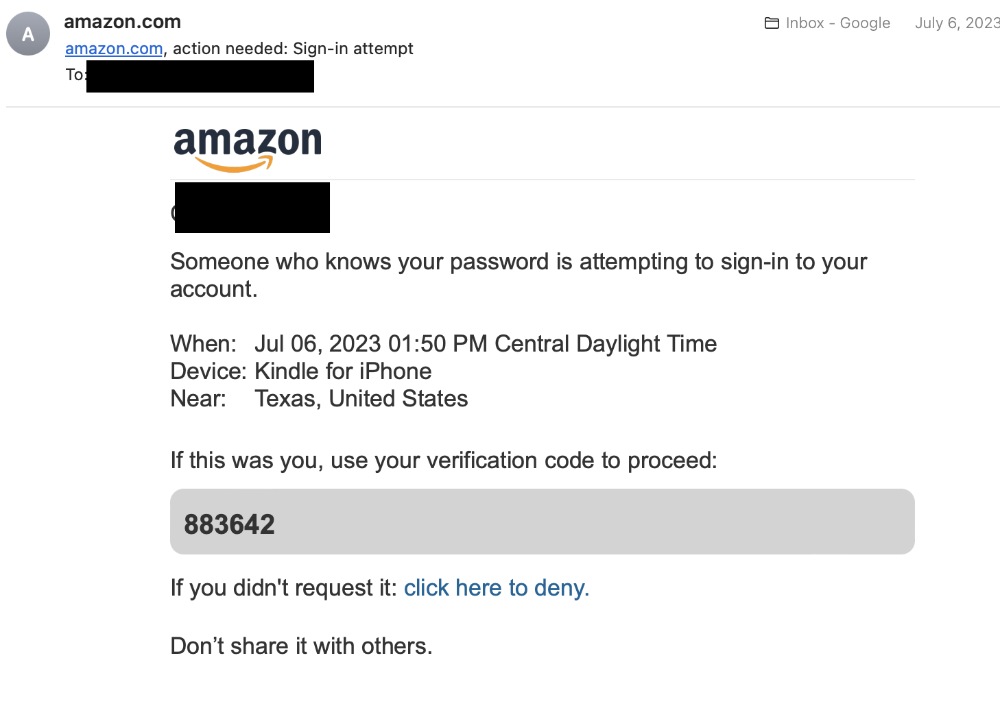 A
amazon.com
Inbox - Google July 6, 2023
amazon.com, action needed: Sign-in attempt
To:
amazon
Someone who knows your password is attempting to sign-in to your
account.
When: Jul 06, 2023 01:50 PM Central Daylight Time
Device: Kindle for iPhone
Near: Texas, United States
If this was you, use your verification code to proceed:
883642
If you didn't request it: click here to deny.
Don’t share it with others.